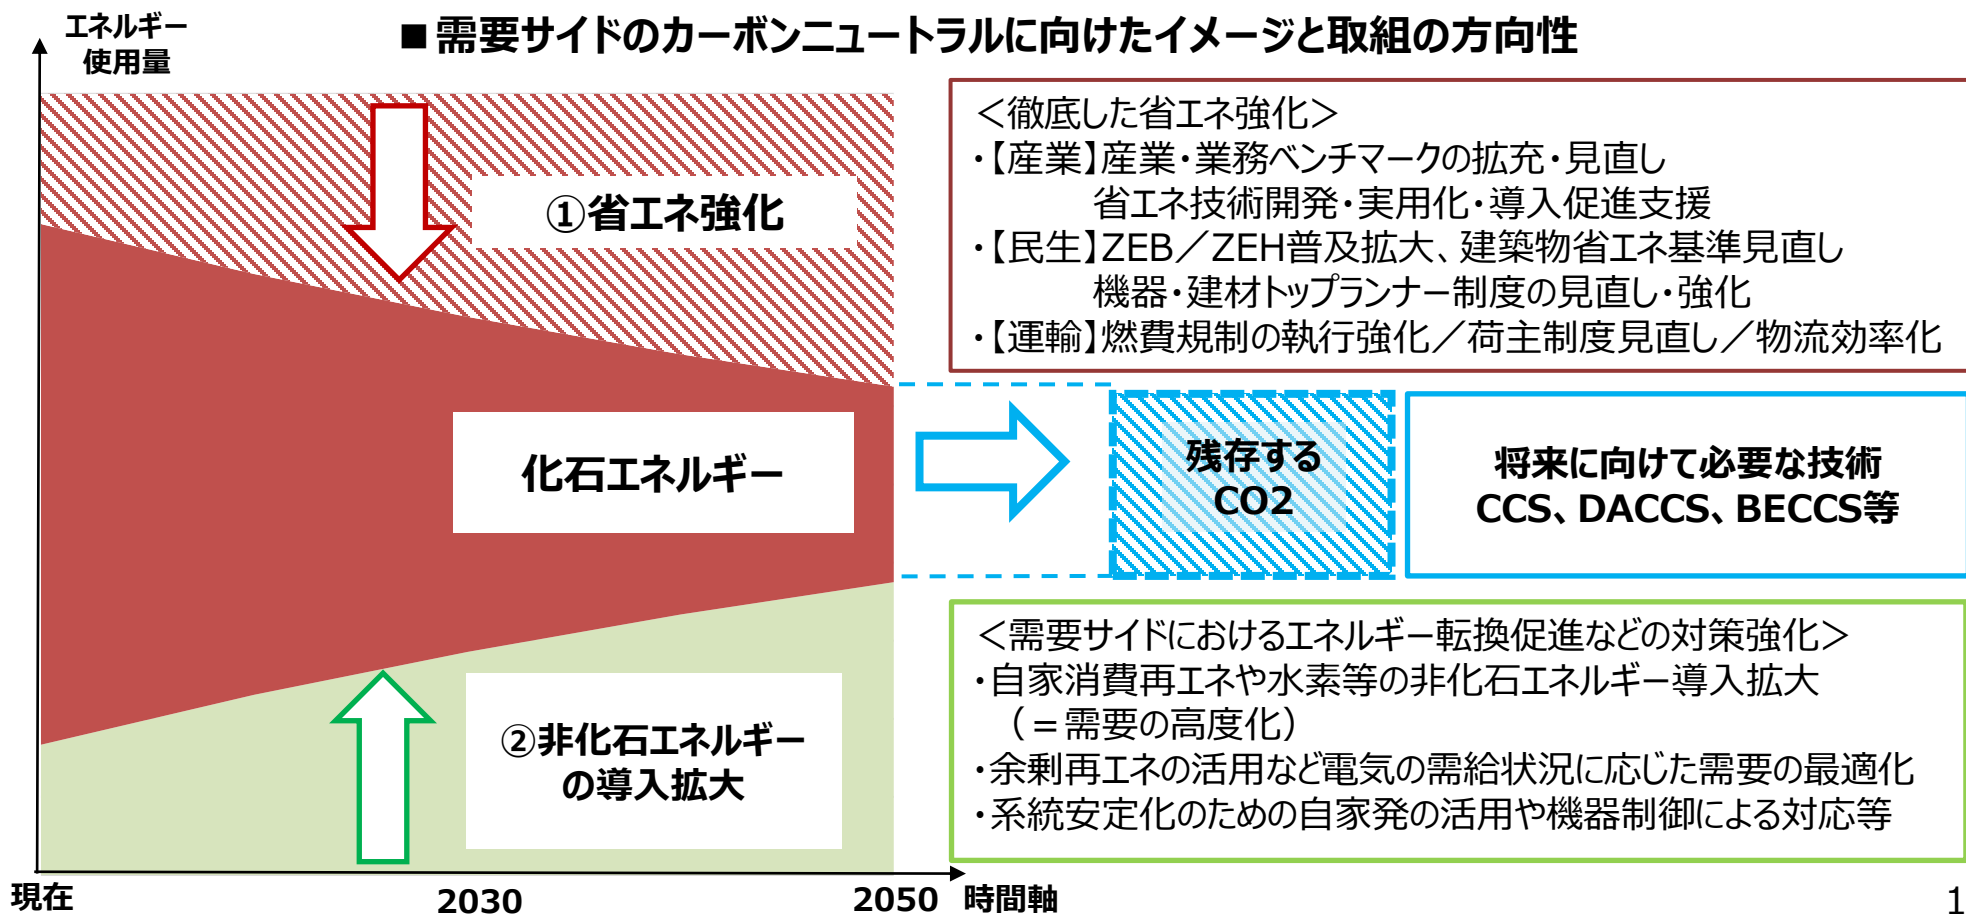 ■需要サイドのカーボンニュートラルに向けたイメージと取組の方向性
エネルギー
使用量
①省エネ強化
化石エネルギー
②非化石エネルギー
の導入拡大
現在
2030
2050
時間軸
＜徹底した省エネ強化＞
・【産業】産業・業務ベンチマークの拡充・見直し
省エネ技術開発・実用化・導入促進支援
・【民生】ZEB／ZEH普及拡大、建築物省エネ基準見直し
機器・建材トップランナー制度の見直し・強化
・【運輸】燃費規制の執行強化／荷主制度見直し／物流効率化
残存する
CO2
将来に向けて必要な技術
CCS、DACCS、BECCS等
＜需要サイドにおけるエネルギー転換促進などの対策強化＞
・自家消費再エネや水素等の非化石エネルギー導入拡大
（＝需要の高度化）
・余剰再エネの活用など電気の需給状況に応じた需要の最適化
・系統安定化のための自家発の活用や機器制御による対応等
1